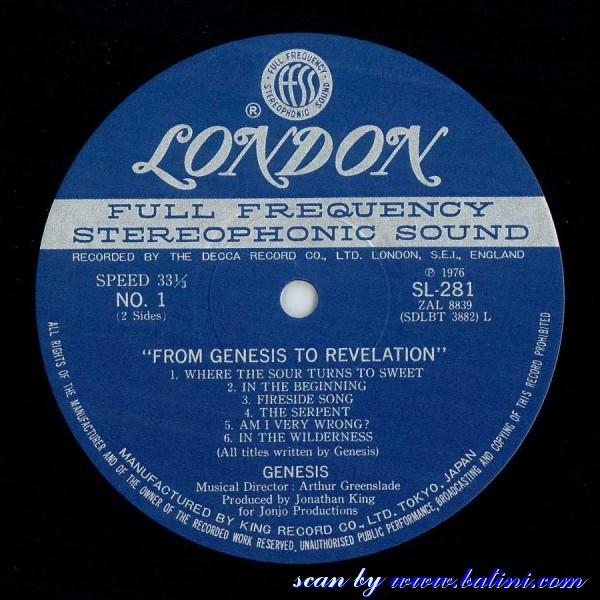 FULL FREQUENCY
ffss
STEREOPHONIC SOUND
®
LONDON
FULL FREQUENCY
STEREOPHONIC SOUND
RECORDED BY THE DECCA RECORD CO., LTD. LONDON, S.E.I., ENGLAND
SPEED 33⅓
NO. 1
(2 Sides)
℗ 1976
SL-281
ZAL 8839
(SDLBT 3882) L
"FROM GENESIS TO REVELATION"
1. WHERE THE SOUR TURNS TO SWEET
2. IN THE BEGINNING
3. FIRESIDE SONG
4. THE SERPENT
5. AM I VERY WRONG?
6. IN THE WILDERNESS
(All titles written by Genesis)
GENESIS
Musical Director: Arthur Greenslade
Produced by Jonathan King
for Jonjo Productions
MANUFACTURED BY KING RECORD CO., LTD. TOKYO, JAPAN
ALL RIGHTS OF THE MANUFACTURER AND OF THE OWNER OF THE RECORDED WORK RESERVED. UNAUTHORISED PUBLIC PERFORMANCE, BROADCASTING AND COPYING OF THIS RECORD PROHIBITED
scan by www.batini.com